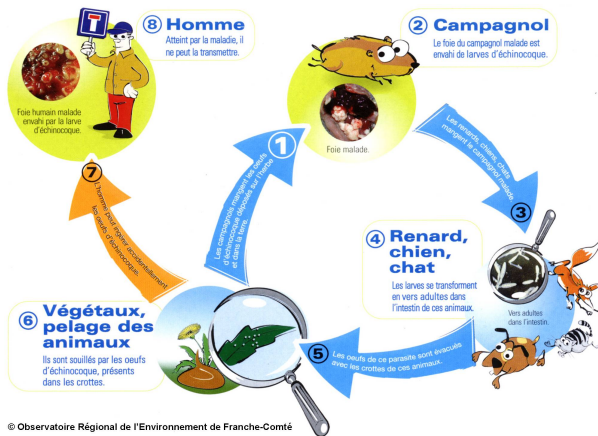 ⑧ Homme
Atteint par la maladie, il
ne peut la transmettre.
Foie humain malade
envahi par la larve
d'échinocoque.
② Campagnol
Le foie du campagnol malade est
envahi de larves d'échinocoque.
Foie malade.
①
Les campagnols mangent les oeufs
d'échinocoque déposés sur l'herbe
et dans la terre.
Les renards, chiens, chats
mangent le campagnol malade
③
④ Renard,
chien,
chat
Les larves se transforment
en vers adultes dans
l'intestin de ces animaux.
Vers adultes
dans l'intestin.
⑤
Les oeufs de ce parasite sont évacués
avec les crottes de ces animaux.
⑥ Végétaux,
pelage des
animaux
Ils sont souillés par les oeufs
d'échinocoque, présents
dans les crottes.
⑦
L'homme peut ingérer accidentellement
les oeufs d'échinocoque.
© Observatoire Régional de l'Environnement de Franche-Comté